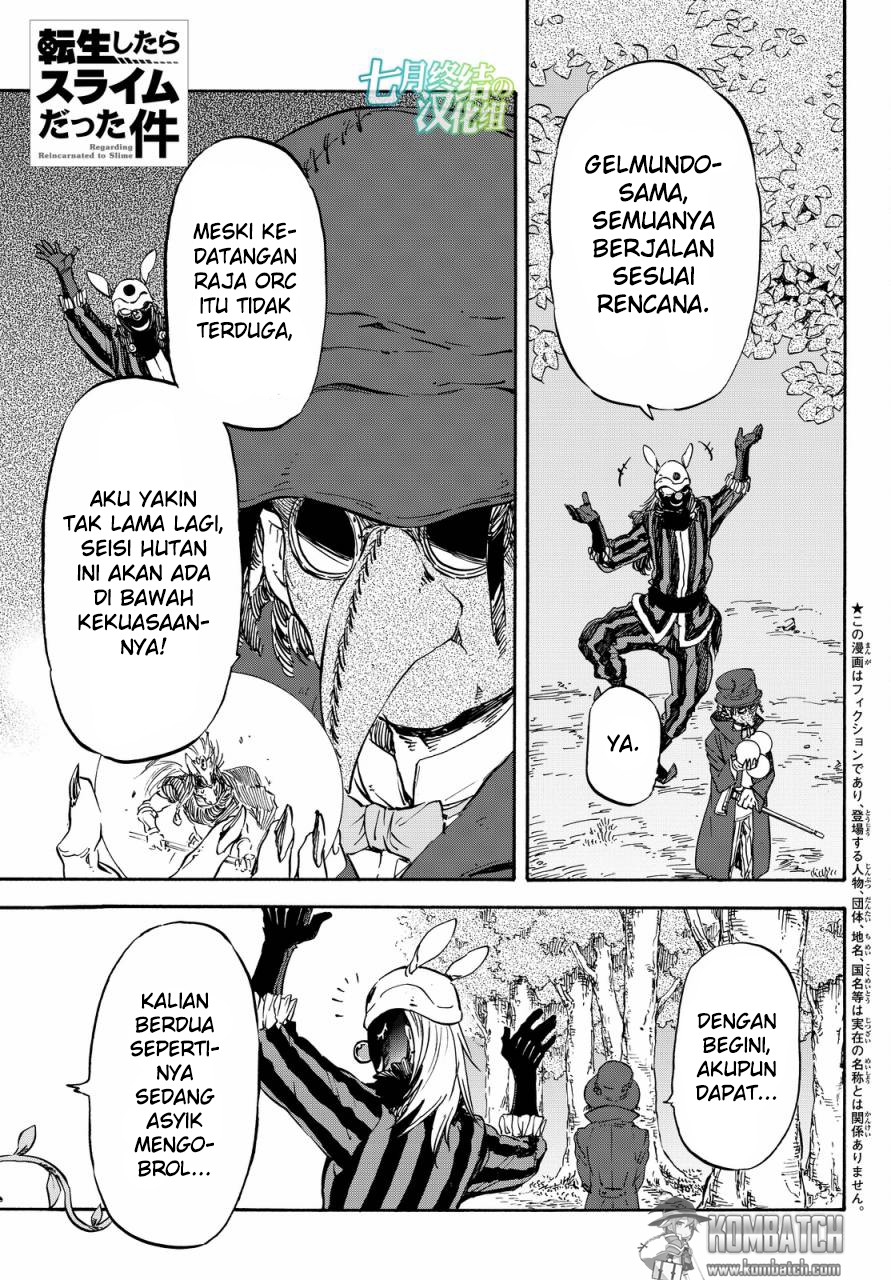 転生したら
スライム
だった件
Regarding
Reincarnated to Slime
七月终结の
汉化组
GELMUNDO-
SAMA,
SEMUANYA
BERJALAN
SESUAI
RENCANA.
YA.
MESKI KE-
DATANGAN
RAJA ORC
ITU TIDAK
TERDUGA,
AKU YAKIN
TAK LAMA LAGI,
SEISI HUTAN
INI AKAN ADA
DI BAWAH
KEKUASAAN-
NYA!
DENGAN
BEGINI,
AKUPUN
DAPAT...
KALIAN
BERDUA
SEPERTI-
NYA
SEDANG
ASYIK
MENGO-
BROL...
★この漫画はフィクションであり、登場する人物、団体、地名、国名等は実在の名称とは関係ありません。
KOMBATCH
www.kombatch.com